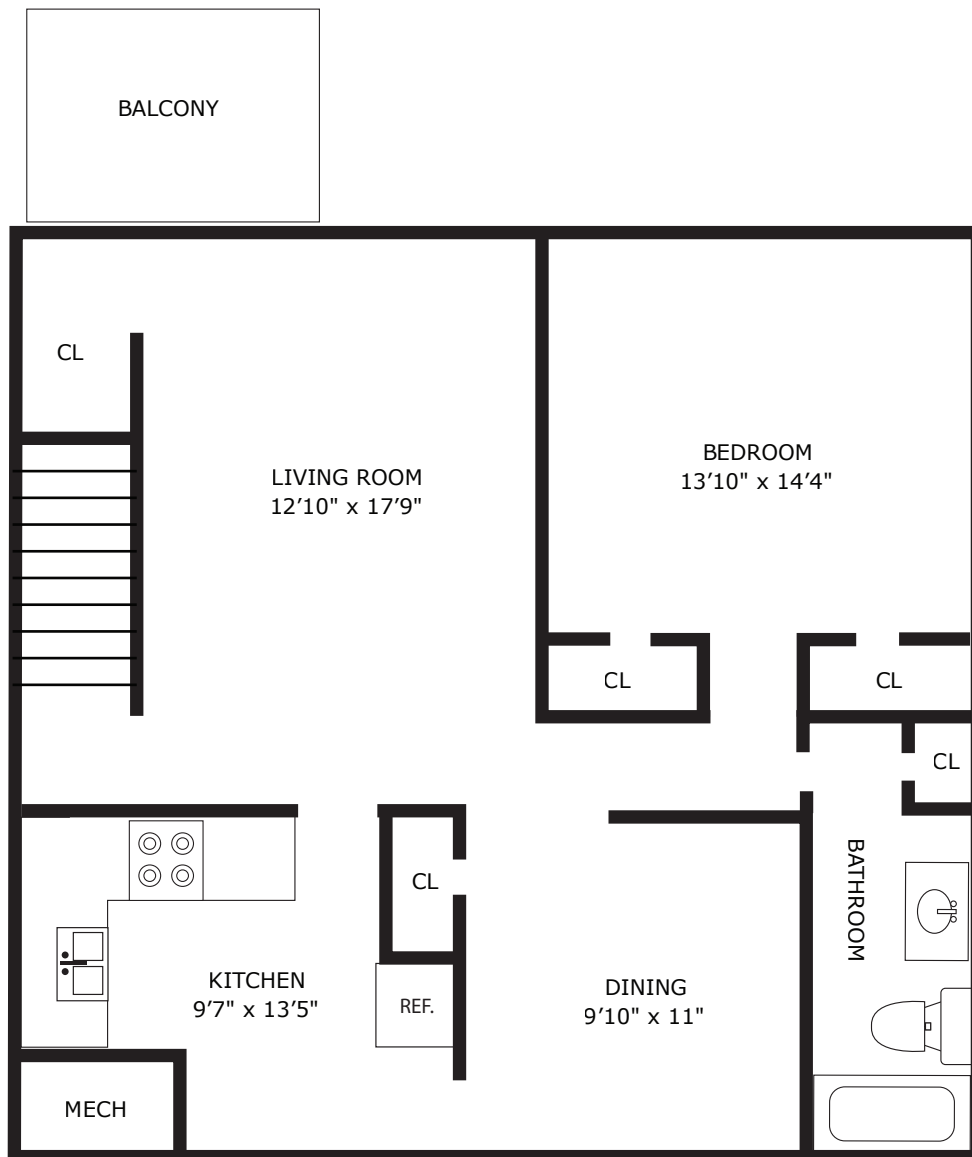 BALCONY
CL
LIVING ROOM
12’10" x 17’9"
BEDROOM
13’10" x 14’4"
CL
CL
CL
CL
BATHROOM
KITCHEN
9’7" x 13’5"
REF.
DINING
9’10" x 11"
MECH